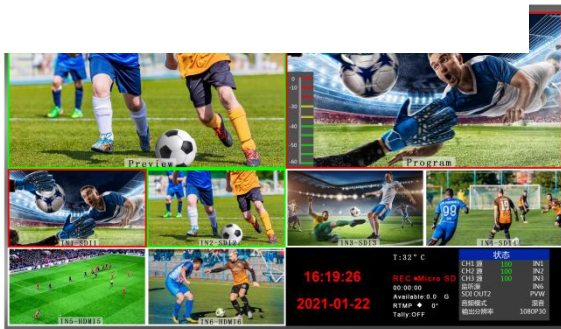 0
-10
-20
-30
-40
-50
-60
Preview
Program
IN1-SDI1
IN2-SDI2
IN3-SDI3
IN4-SDI4
99
IN5-HDMI5
IN6-HDMI6
16:19:26
2021-01-22
T:32°C
REC Micro SD
00:00:00
Available:0.0 G
RTMP ◆ 0°
Tally:OFF
状态
CH1 源 100 IN1
CH2 源 100 IN2
CH3 源 100 IN3
监听源 IN6
SDI OUT2 PVW
音频模式 混音
输出分辨率 1080P30